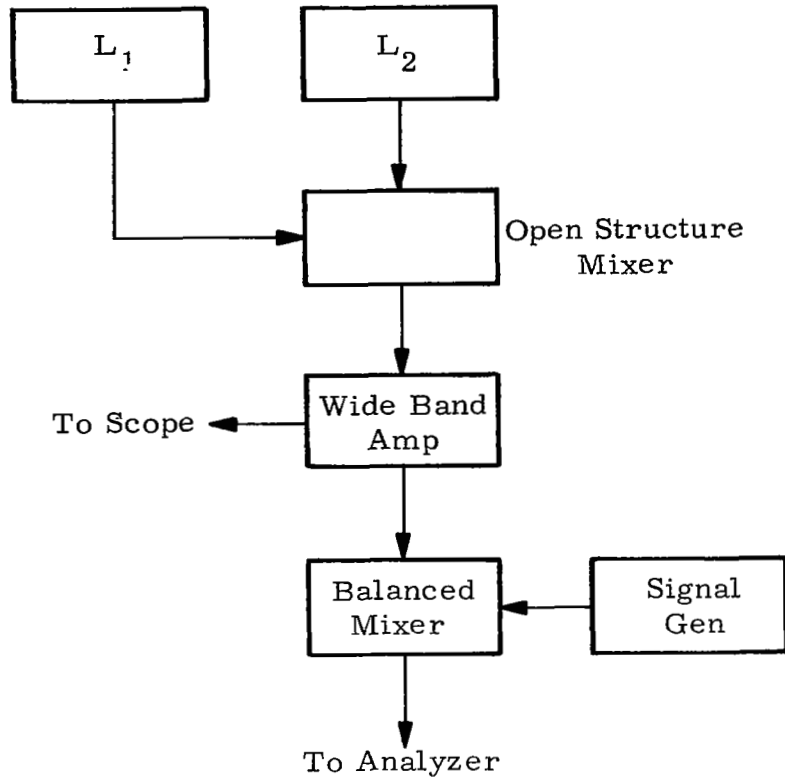 L1
L2
Open Structure
Mixer
Wide Band
Amp
To Scope
Balanced
Mixer
Signal
Gen
To Analyzer